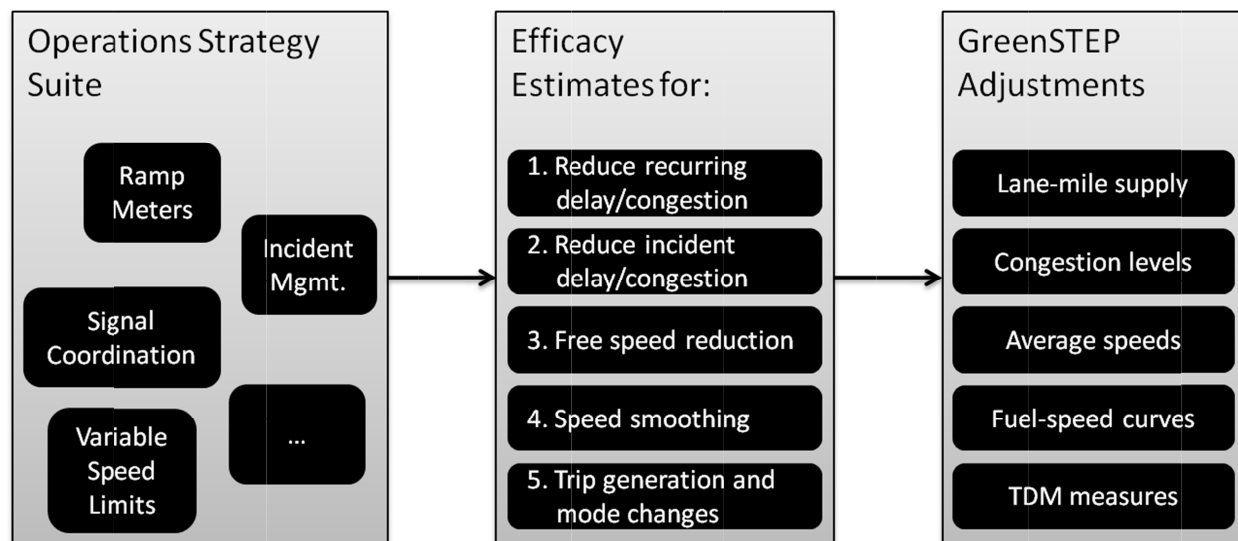 Operations Strategy
Suite
Ramp
Meters
Incident
Mgmt.
Signal
Coordination
...
Variable
Speed
Limits
Efficacy
Estimates for:
1. Reduce recurring
delay/congestion
2. Reduce incident
delay/congestion
3. Free speed reduction
4. Speed smoothing
5. Trip generation and
mode changes
GreenSTEP
Adjustments
Lane-mile supply
Congestion levels
Average speeds
Fuel-speed curves
TDM measures